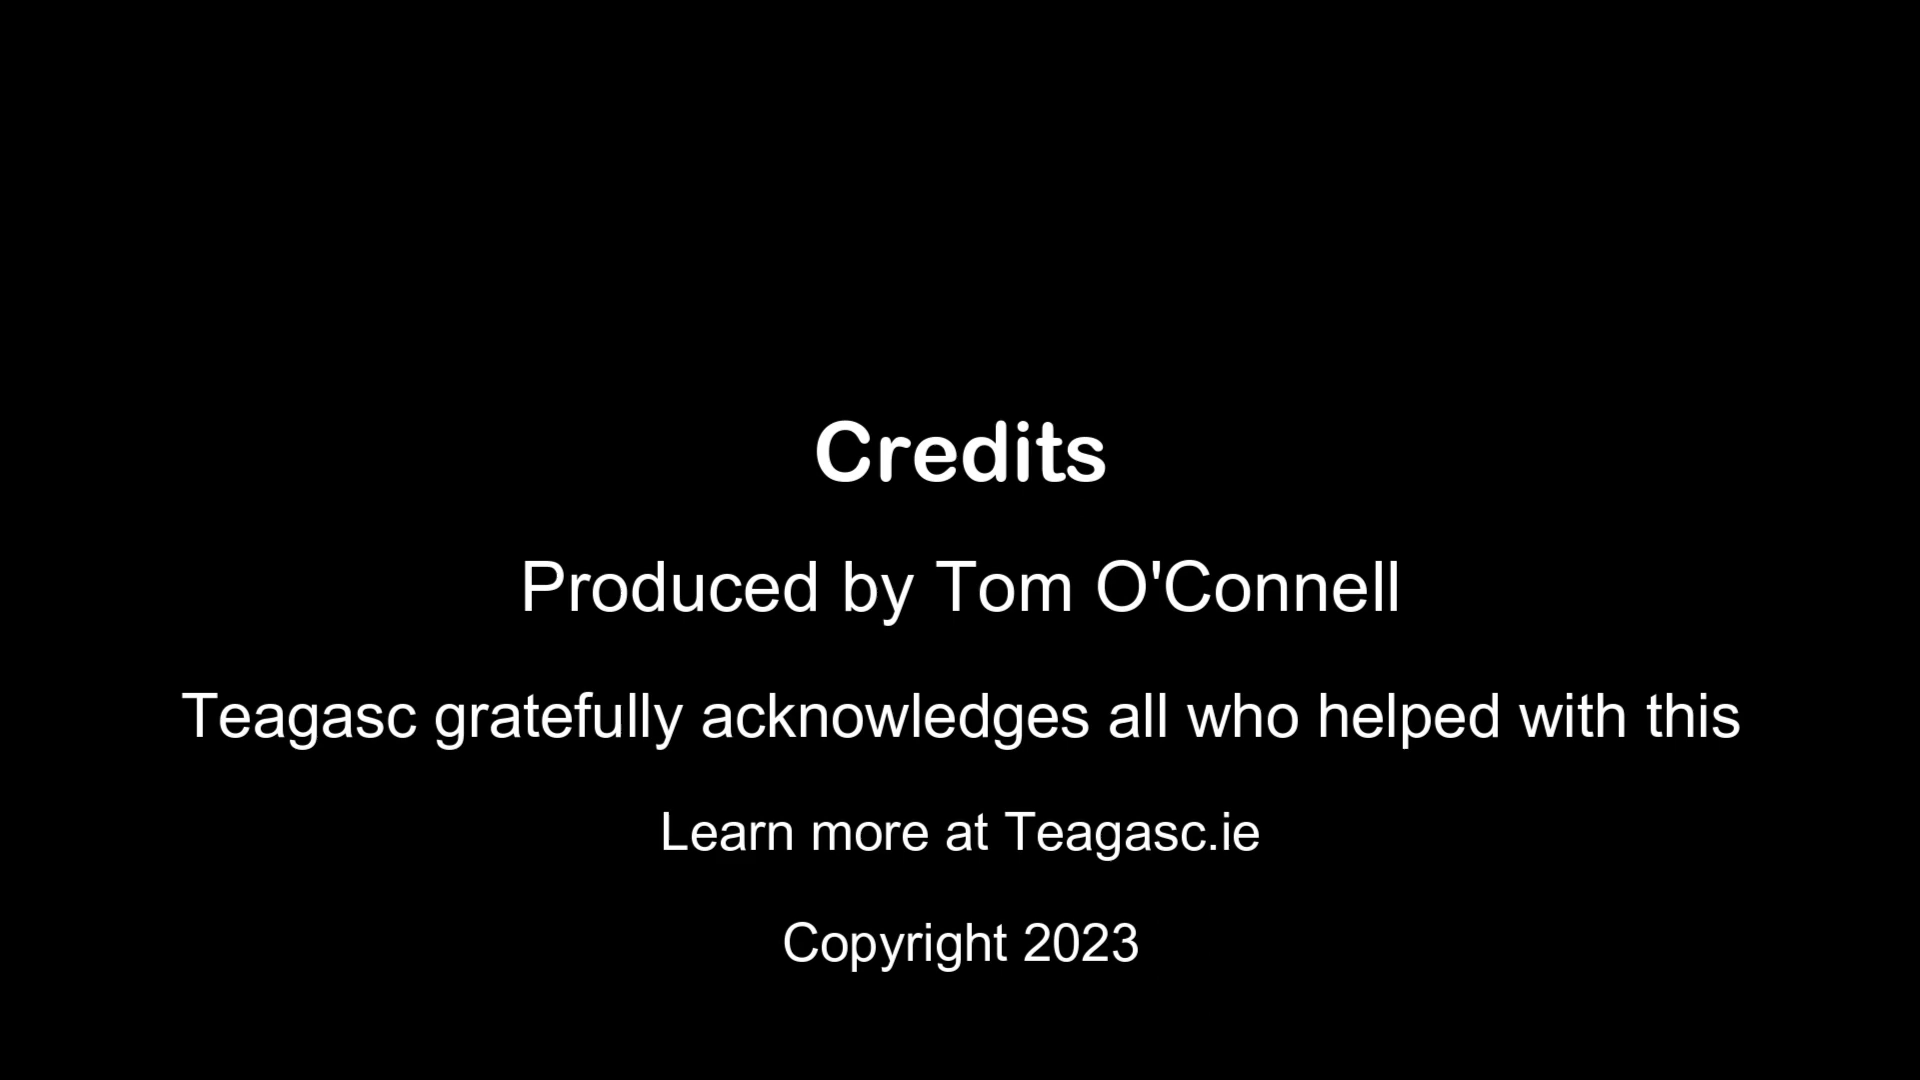 Credits
Produced by Tom O'Connell
Teagasc gratefully acknowledges all who helped with this
Learn more at Teagasc.ie
Copyright 2023